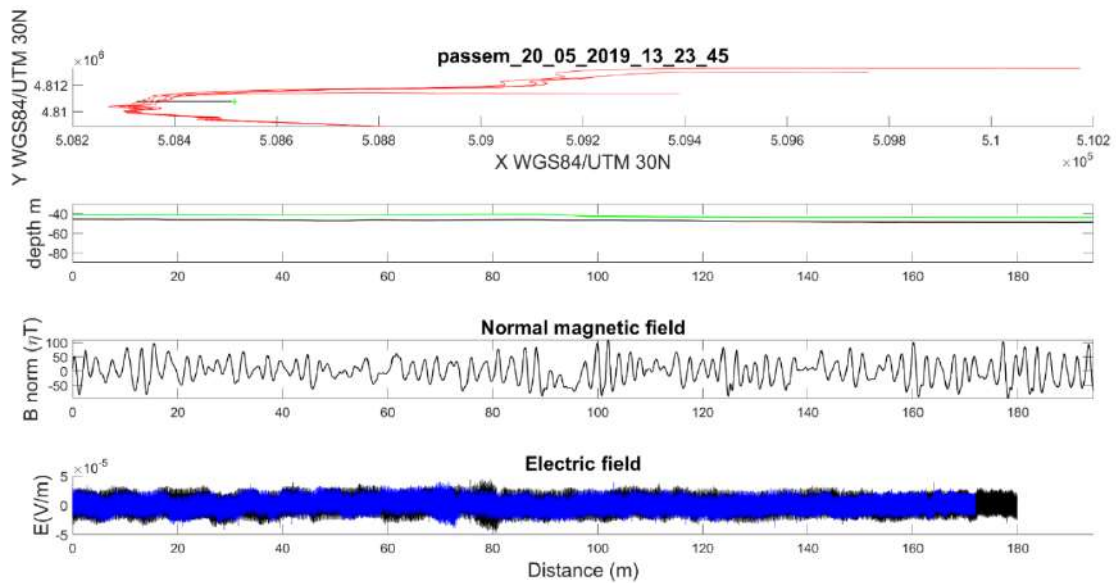 passem_20_05_2019_13_23_45
×10⁶
Y WGS84/UTM 30N
4.812
4.81
5.082 5.084 5.086 5.088 5.09 5.092 5.094 5.096 5.098 5.1 5.102
X WGS84/UTM 30N
×10⁵
depth m
-40
-60
-80
0 20 40 60 80 100 120 140 160 180
Normal magnetic field
B norm (ηT)
100
50
0
-50
0 20 40 60 80 100 120 140 160 180
Electric field
×10⁻⁵
E(V/m)
5
0
-5
0 20 40 60 80 100 120 140 160 180
Distance (m)